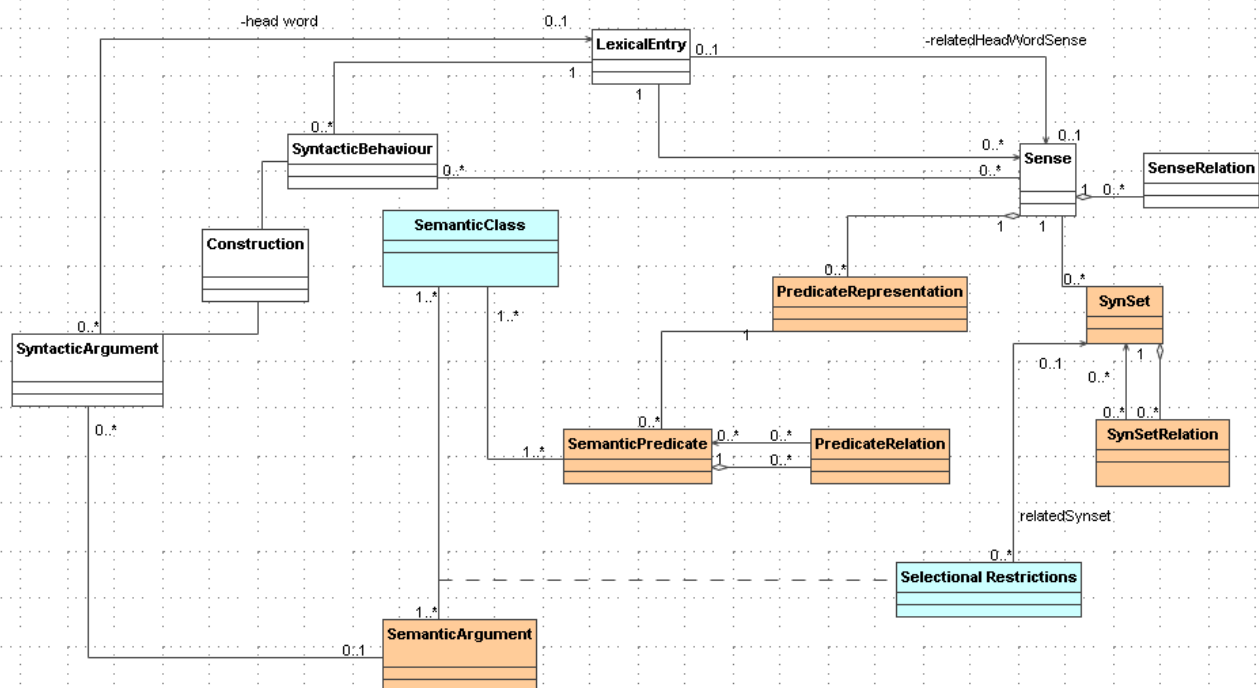 -head word
0..1
LexicalEntry
0..1
-relatedHeadWordSense
1
1
0..*
SyntacticBehaviour
0..*
0..1
0..*
0..*
Sense
SenseRelation
1
0..*
SemanticClass
1
1
Construction
0..*
PredicateRepresentation
0..*
SynSet
1..*
1..*
0..*
SyntacticArgument
1
0..1
1
0..*
0..*
0..*
0..*
0..*
SemanticPredicate
0..*
0..*
PredicateRelation
SynSetRelation
1..*
1
0..*
relatedSynset
0..*
Selectional Restrictions
1..*
SemanticArgument
0..1